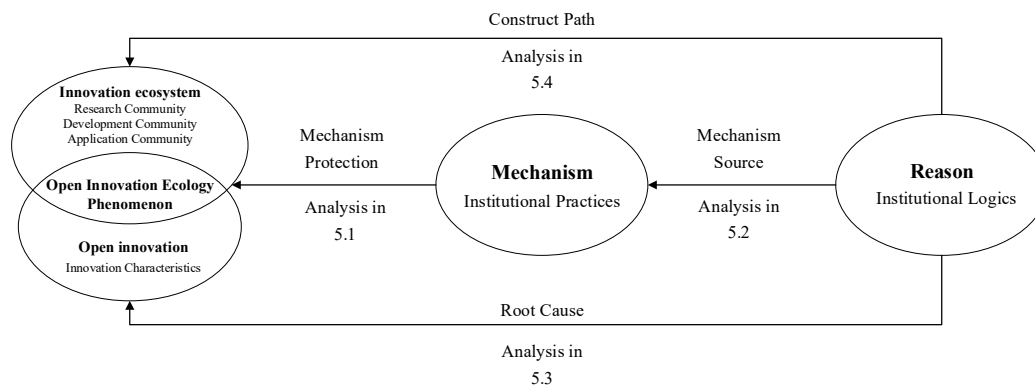 Construct Path
Analysis in
5.4
Innovation ecosystem
Research Community
Development Community
Application Community
Open Innovation Ecology
Phenomenon
Open innovation
Innovation Characteristics
Mechanism
Protection
Analysis in
5.1
Mechanism
Institutional Practices
Mechanism
Source
Analysis in
5.2
Reason
Institutional Logics
Root Cause
Analysis in
5.3